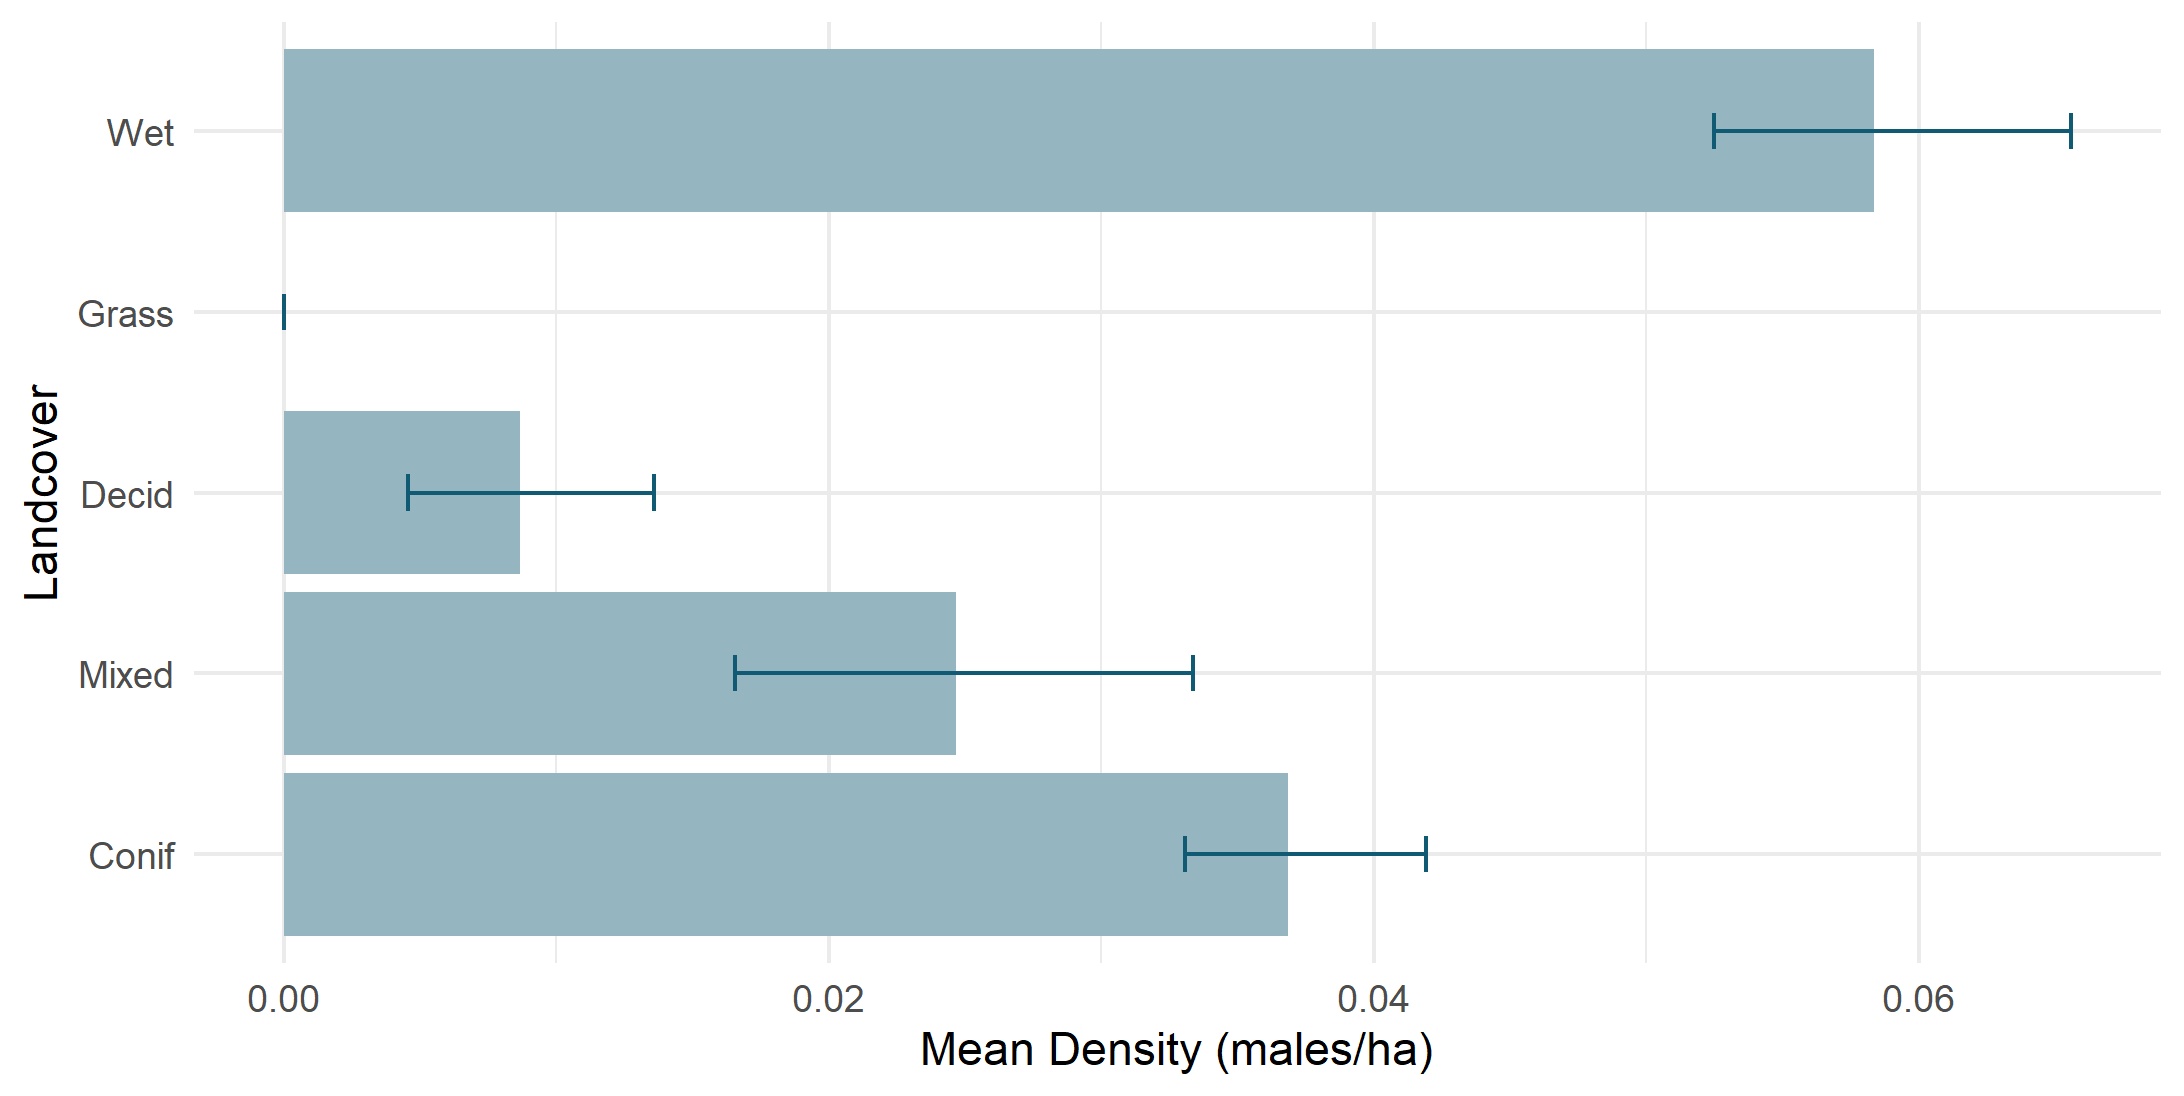 Landcover
Wet
Grass
Decid
Mixed
Conif
0.00 0.02 0.04 0.06
Mean Density (males/ha)